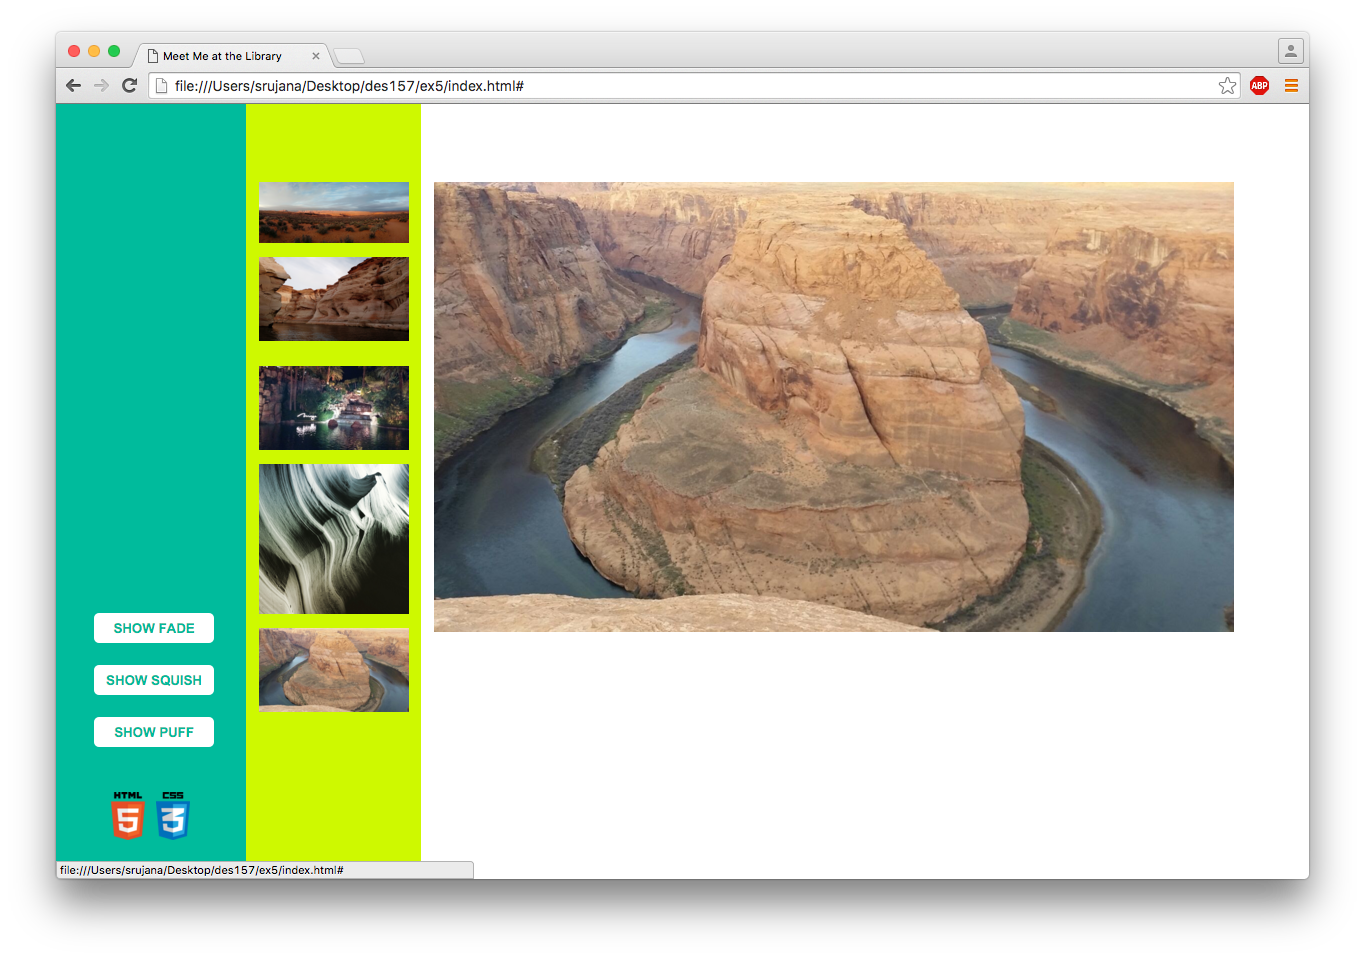 Meet Me at the Library
file:///Users/srujana/Desktop/des157/ex5/index.html#
ABP
SHOW FADE
SHOW SQUISH
SHOW PUFF
HTML CSS
5 3
file:///Users/srujana/Desktop/des157/ex5/index.html#